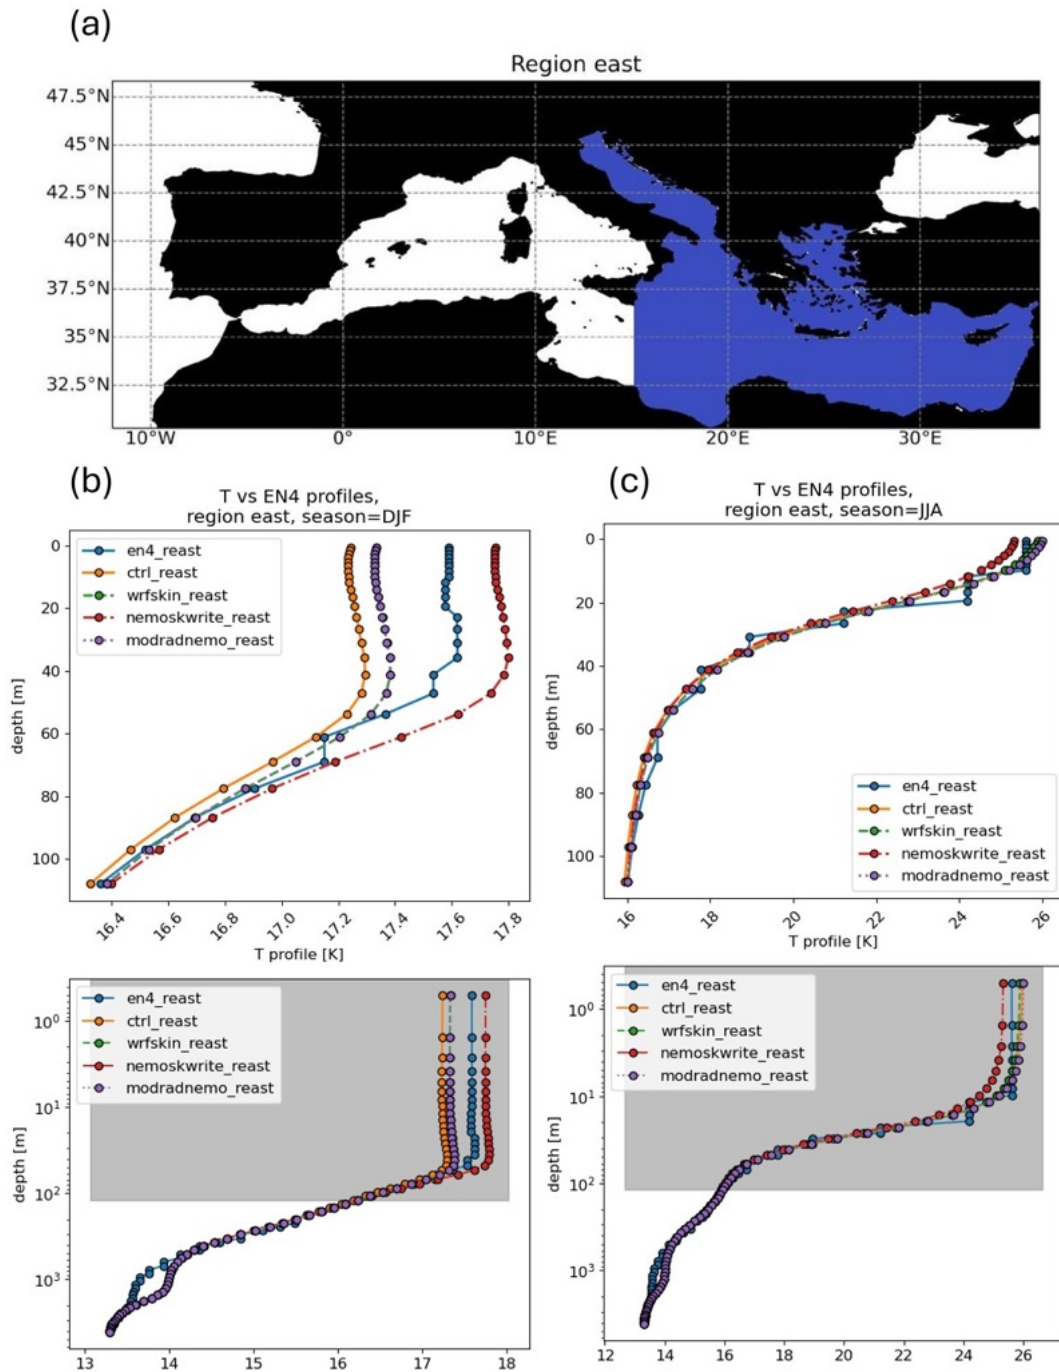 (a)
Region east
47.5°N
45°N
42.5°N
40°N
37.5°N
35°N
32.5°N
10°W
0°
10°E
20°E
30°E
(b)
T vs EN4 profiles,
region east, season=DJF
0
20
40
60
80
100
depth [m]
en4_reast
ctrl_reast
wrfskin_reast
nemoskwrite_reast
modradnemo_reast
16.4
16.6
16.8
17.0
17.2
17.4
17.6
17.8
T profile [K]
(c)
T vs EN4 profiles,
region east, season=JJA
0
20
40
60
80
100
depth [m]
en4_reast
ctrl_reast
wrfskin_reast
nemoskwrite_reast
modradnemo_reast
16
18
20
22
24
26
T profile [K]
en4_reast
ctrl_reast
wrfskin_reast
nemoskwrite_reast
modradnemo_reast
10⁰
10¹
10²
10³
depth [m]
13
14
15
16
17
18
en4_reast
ctrl_reast
wrfskin_reast
nemoskwrite_reast
modradnemo_reast
10⁰
10¹
10²
10³
depth [m]
12
14
16
18
20
22
24
26